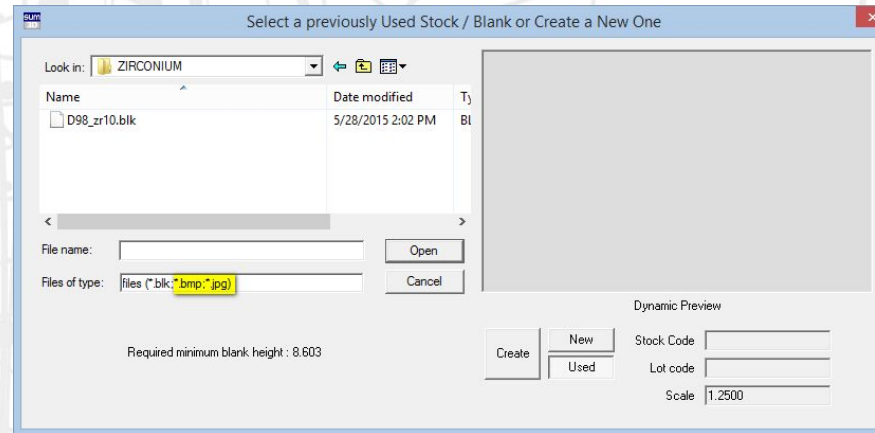 sum
Select a previously Used Stock / Blank or Create a New One
x
Look in: ZIRCONIUM
Name Date modified Ty
D98_zr10.blk 5/28/2015 2:02 PM BL
File name: Open
Files of type: files (*.blk;*.bmp;*.jpg) Cancel
Dynamic Preview
Required minimum blank height : 8.603
Create New Stock Code
Used Lot code
Scale 1.2500